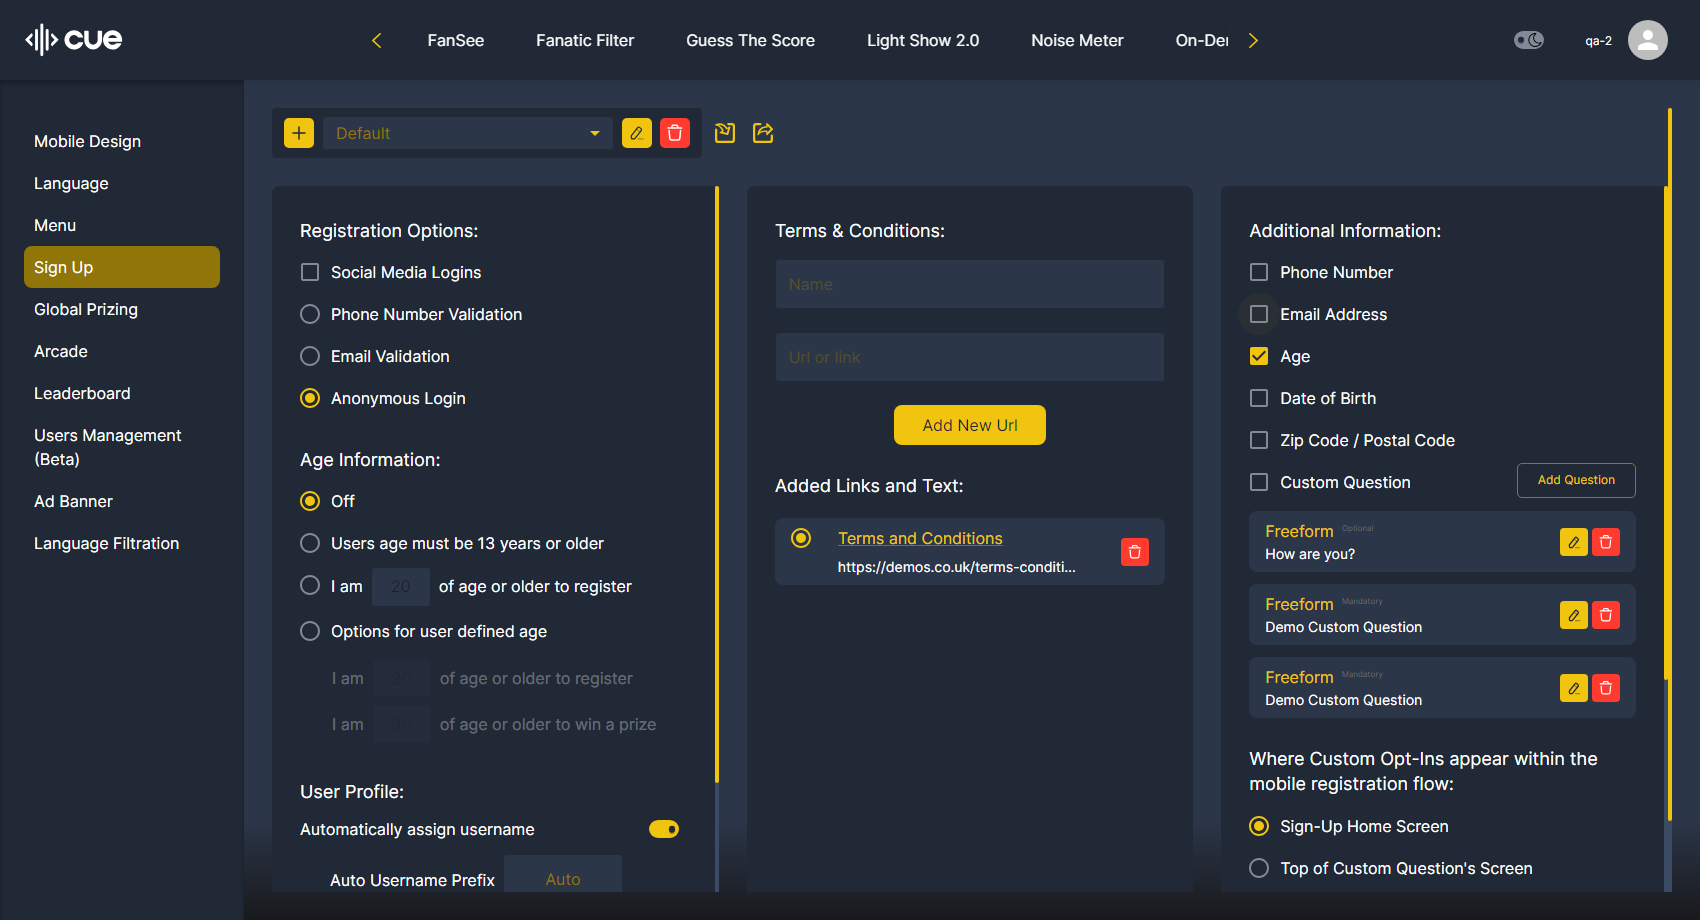 cue
FanSee
Fanatic Filter
Guess The Score
Light Show 2.0
Noise Meter
On-Der
qa-2
Mobile Design
Language
Menu
Sign Up
Global Prizing
Arcade
Leaderboard
Users Management
(Beta)
Ad Banner
Language Filtration
Default
Registration Options:
Social Media Logins
Phone Number Validation
Email Validation
Anonymous Login
Age Information:
Off
Users age must be 13 years or older
I am 20 of age or older to register
Options for user defined age
I am 20 of age or older to register
I am 30 of age or older to win a prize
User Profile:
Automatically assign username
Auto Username Prefix Auto
Terms & Conditions:
Name
Url or link
Add New Url
Added Links and Text:
Terms and Conditions
https://demos.co.uk/terms-conditi...
Additional Information:
Phone Number
Email Address
Age
Date of Birth
Zip Code / Postal Code
Custom Question
Add Question
Freeform Optional
How are you?
Freeform Mandatory
Demo Custom Question
Freeform Mandatory
Demo Custom Question
Where Custom Opt-Ins appear within the
mobile registration flow:
Sign-Up Home Screen
Top of Custom Question's Screen